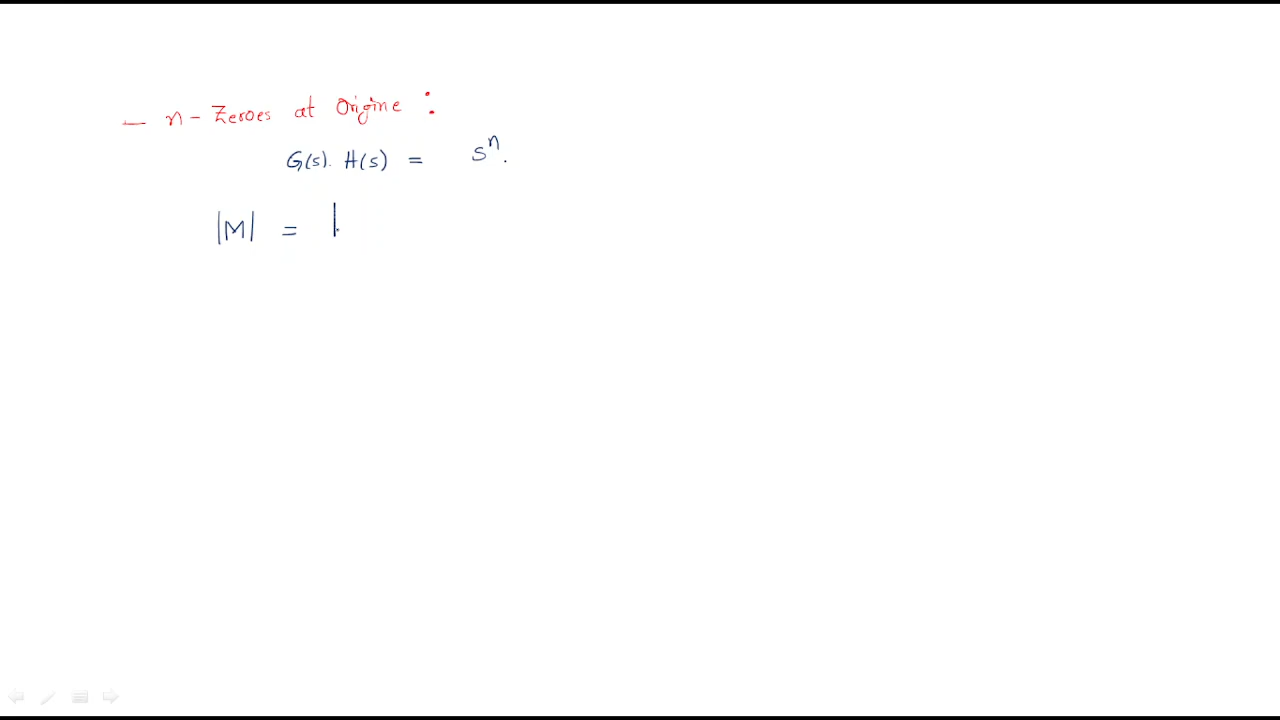 – n - Zeroes at Origine :
G(s). H(s) = s^n.
|M| = |